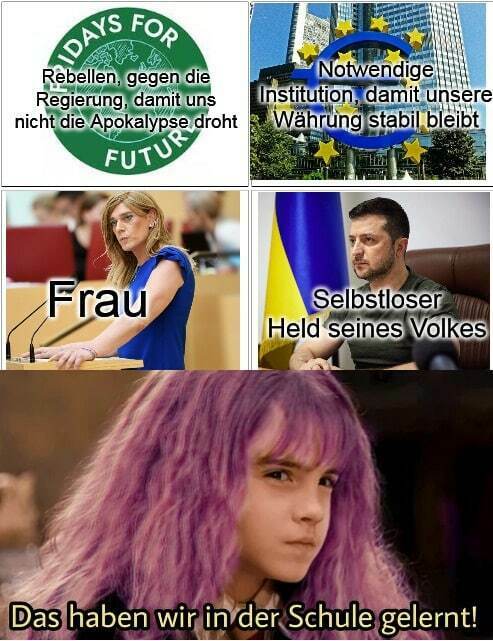 FRIDAYS FOR
Rebellen, gegen die
Regierung, damit uns
nicht die Apokalypse droht
FUTURE
Notwendige
Institution, damit unsere
Währung stabil bleibt
Frau
Selbstloser
Held seines Volkes
Das haben wir in der Schule gelernt!